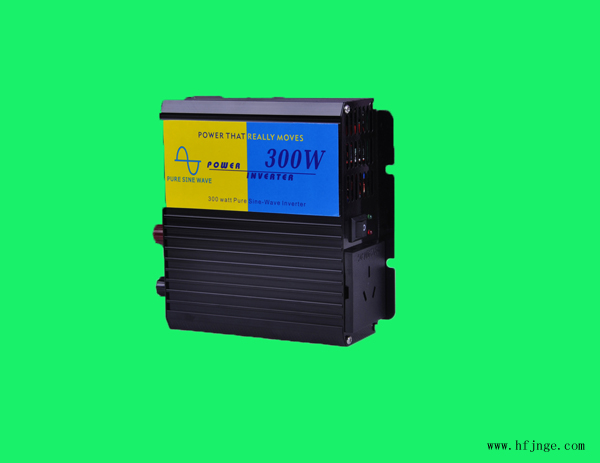 POWER THAT REALLY MOVES
300W
POWER
INVERTER
PURE SINE WAVE
300 watt Pure Sine-Wave Inverter
www.hfjnge.com